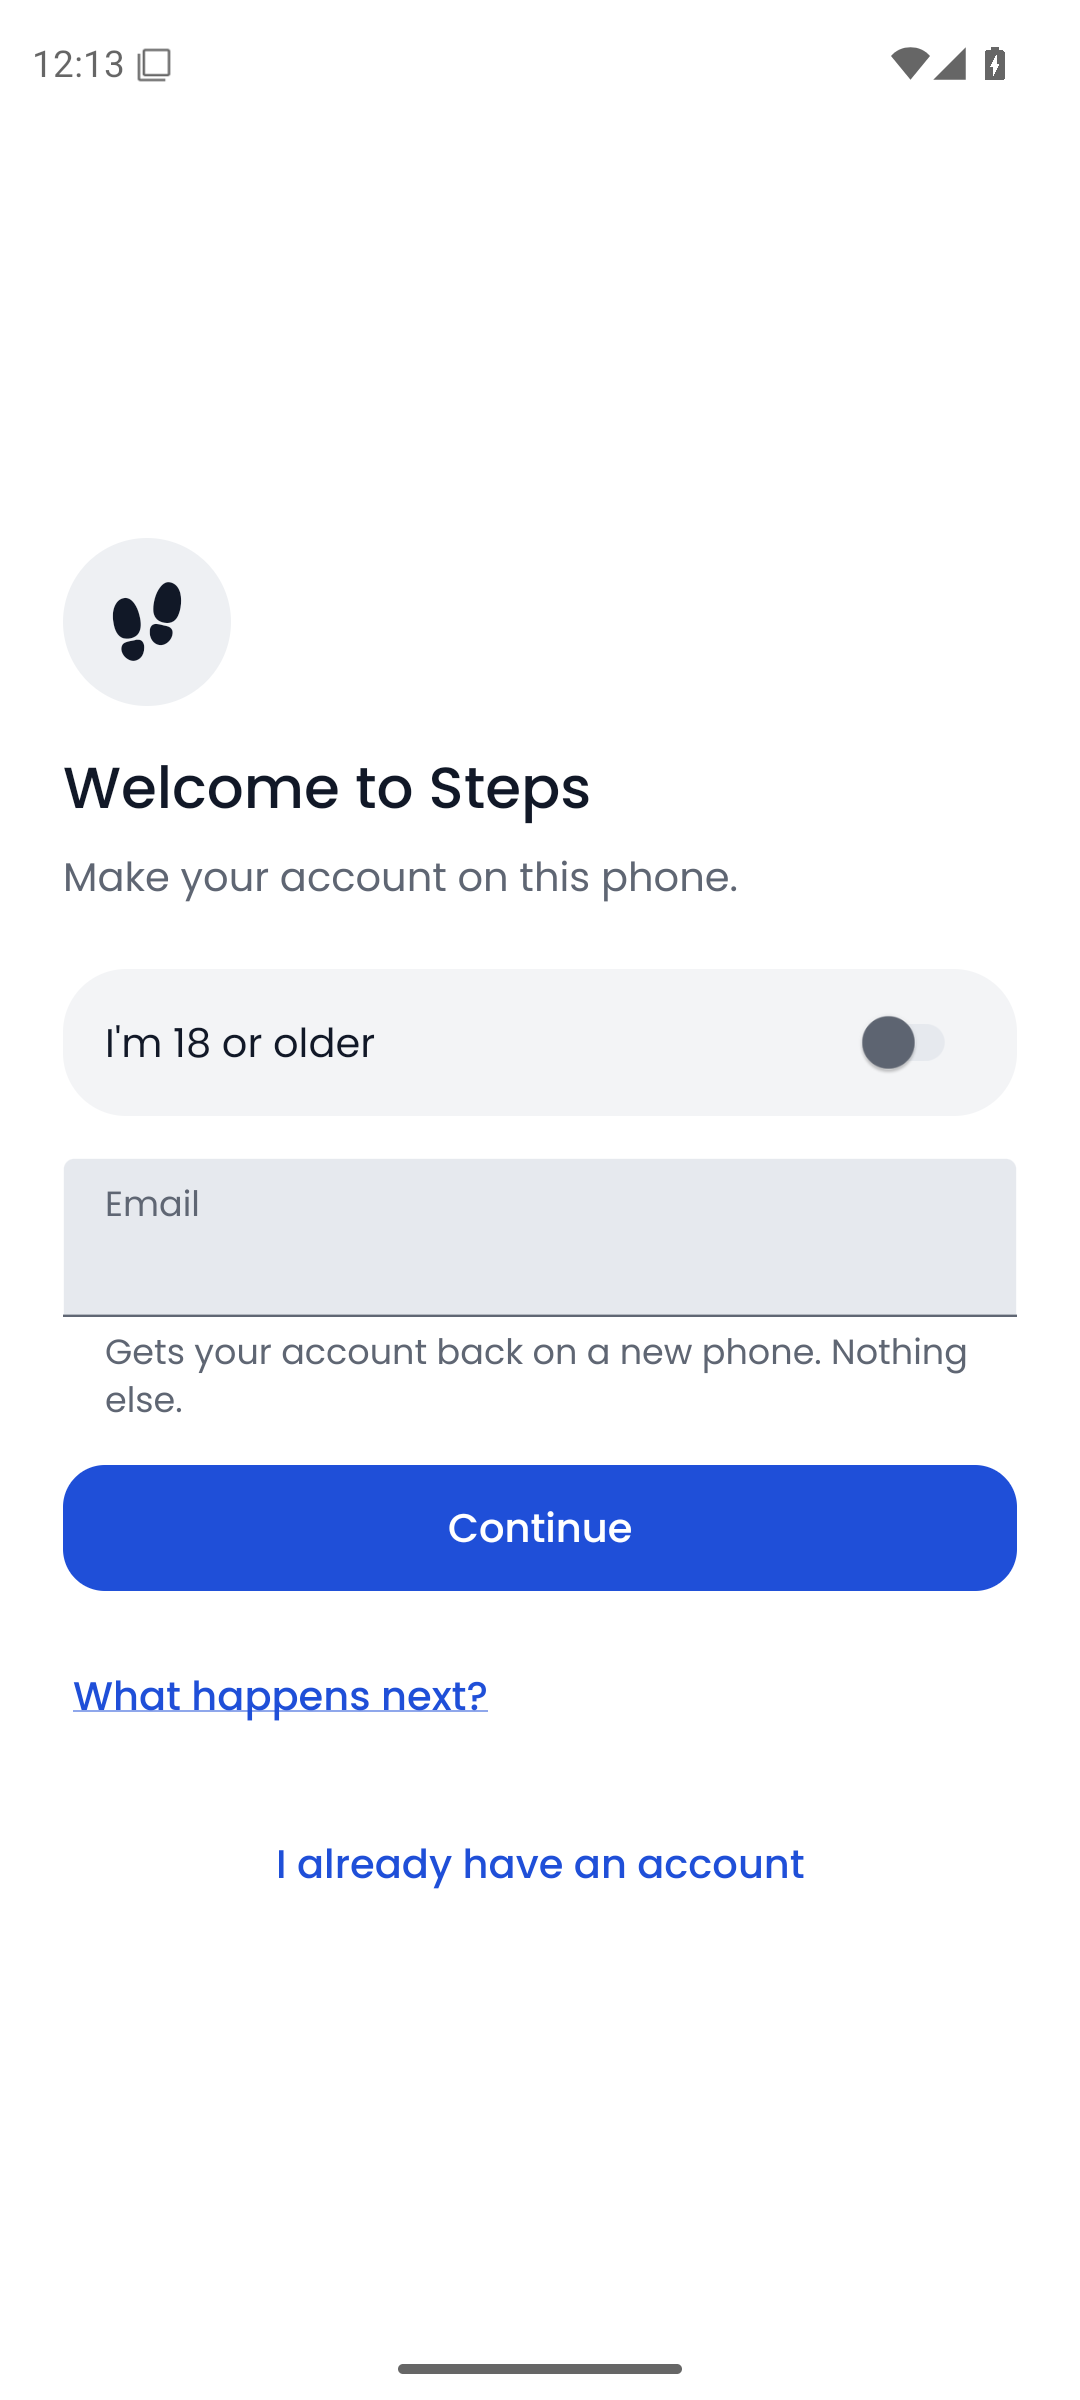 12:13
Welcome to Steps
Make your account on this phone.
I'm 18 or older
Email
Gets your account back on a new phone. Nothing
else.
Continue
What happens next?
I already have an account